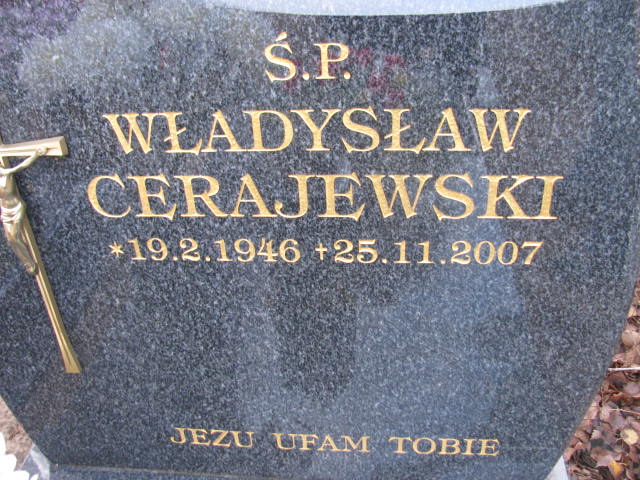 Ś.P.
WŁADYSŁAW
CERAJEWSKI
*19.2.1946 +25.11.2007
JEZU UFAM TOBIE